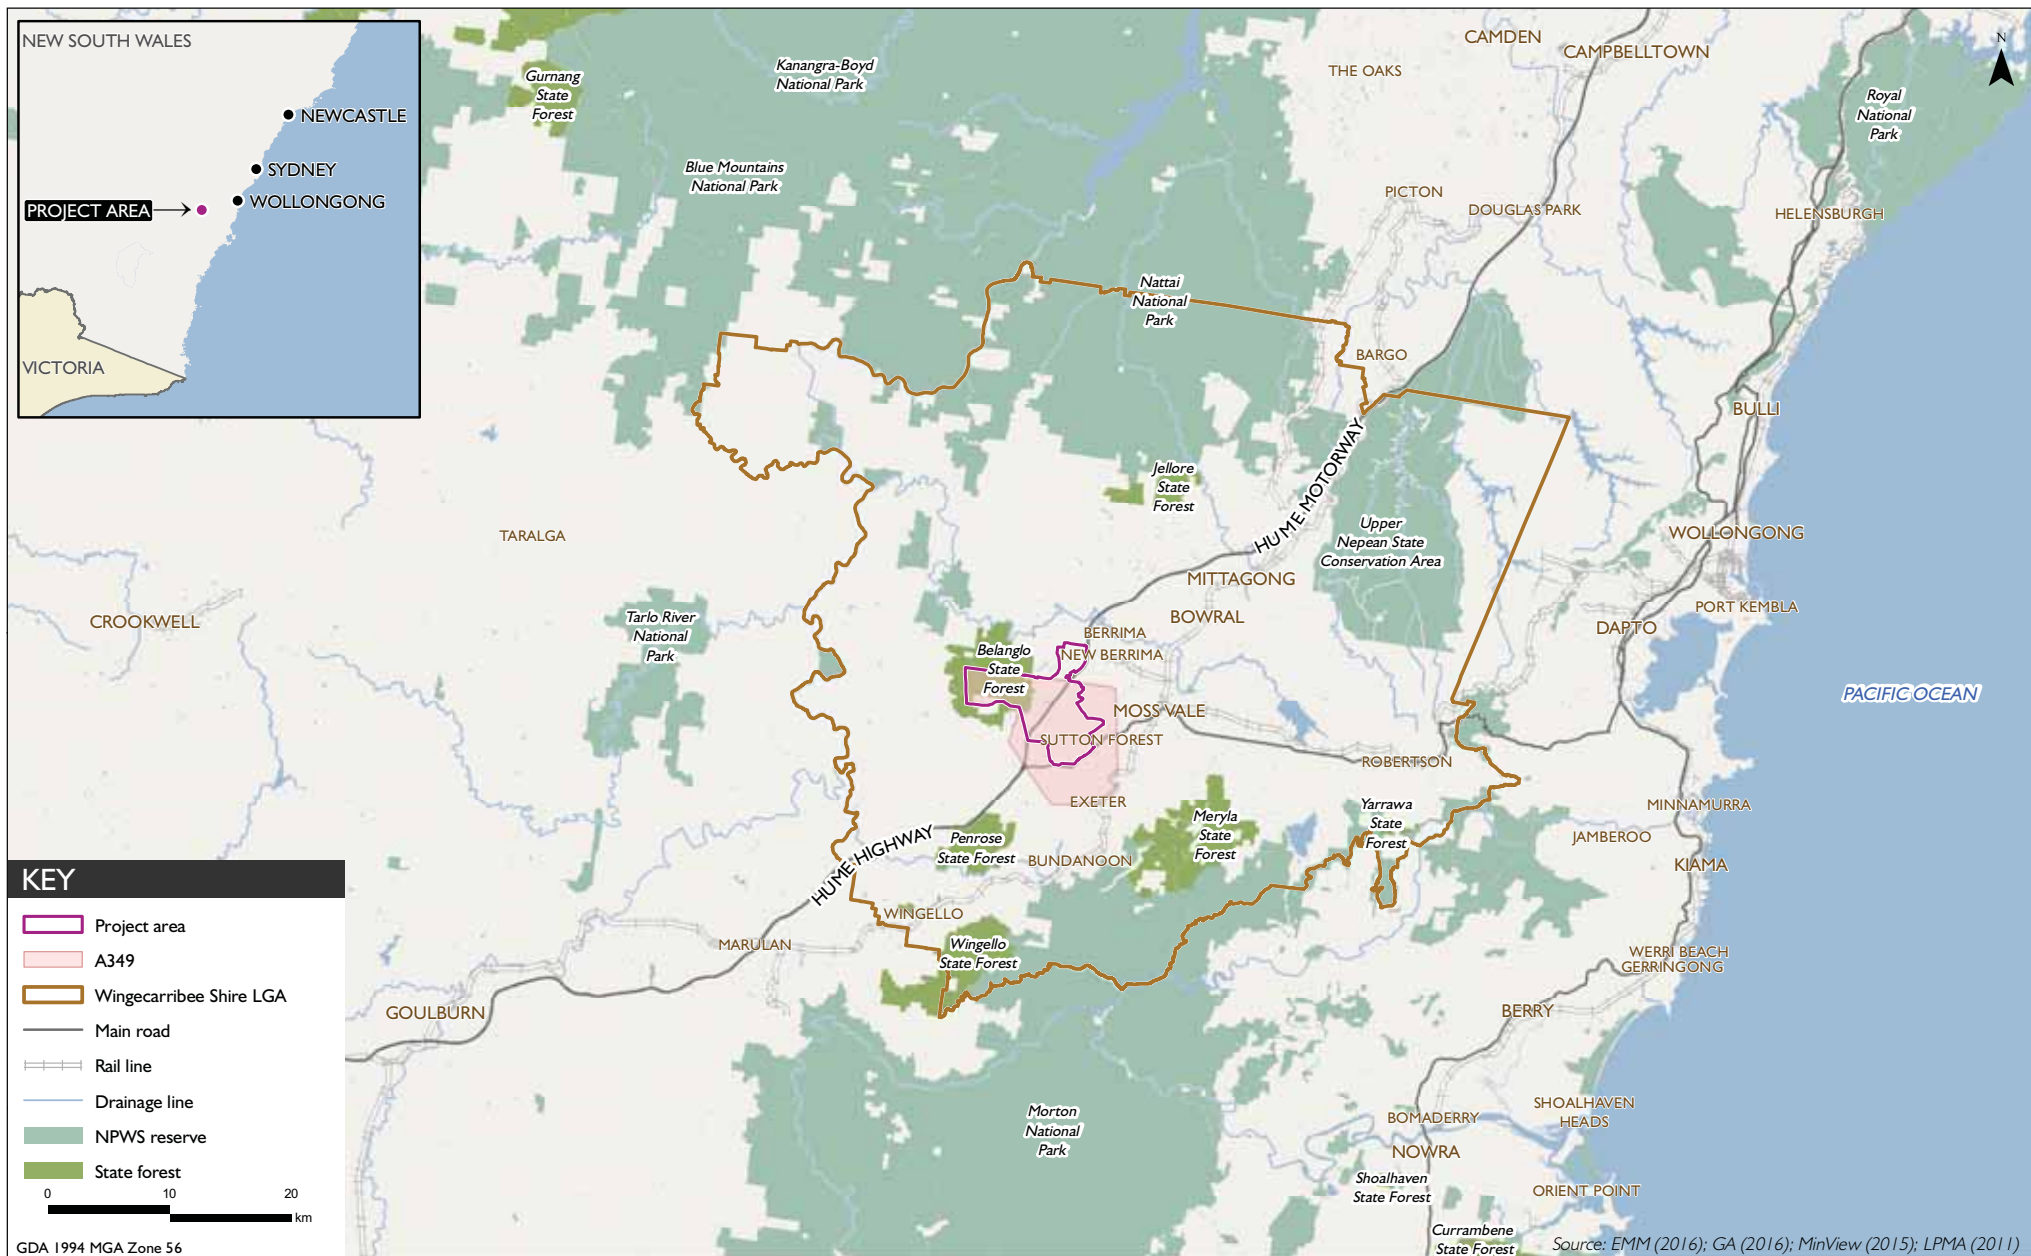 NEW SOUTH WALES
NEWCASTLE
SYDNEY
WOLLONGONG
PROJECT AREA
VICTORIA
Gurnang
State
Forest
Kanangra-Boyd
National Park
Blue Mountains
National Park
CAMDEN
CAMPBELLTOWN
THE OAKS
N
Royal
National
Park
PICTON
DOUGLAS PARK
HELENSBURGH
Nattai
National
Park
BARGO
BULLI
HUME MOTORWAY
Jellore
State
Forest
Upper
Nepean State
Conservation Area
WOLLONGONG
TARALGA
MITTAGONG
BOWRAL
PORT KEMBLA
DAPTO
CROOKWELL
Tarlo River
National
Park
BERRIMA
NEW BERRIMA
Belanglo
State
Forest
MOSS VALE
SUTTON FOREST
PACIFIC OCEAN
ROBERTSON
EXETER
MINNAMURRA
JAMBEROO
KIAMA
Yarrawa
State
Forest
Meryla
State
Forest
Penrose
State Forest
BUNDANOON
HUME HIGHWAY
WINGELLO
MARULAN
Wingello
State Forest
WERRI BEACH
GERRINGONG
GOULBURN
BERRY
Morton
National
Park
SHOALHAVEN
HEADS
BOMADERRY
NOWRA
Shoalhaven
State Forest
ORIENT POINT
Currambene
State Forest
KEY
Project area
A349
Wingecarribee Shire LGA
Main road
Rail line
Drainage line
NPWS reserve
State forest
0 10 20
km
GDA 1994 MGA Zone 56
Source: EMM (2016); GA (2016); MinView (2015); LPMA (2011)